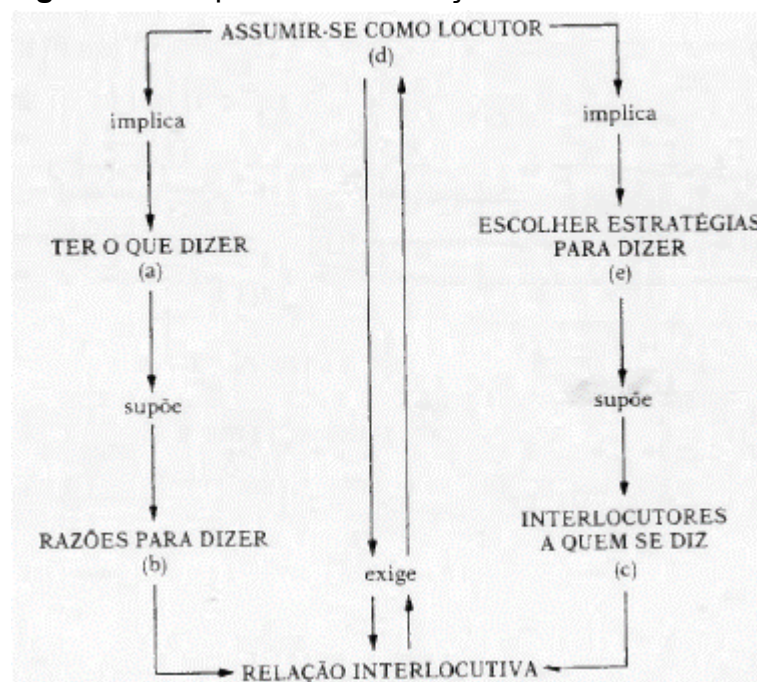 ASSUMIR-SE COMO LOCUTOR
(d)
implica
implica
TER O QUE DIZER
(a)
ESCOLHER ESTRATÉGIAS
PARA DIZER
(e)
supõe
supõe
RAZÕES PARA DIZER
(b)
INTERLOCUTORES
A QUEM SE DIZ
(c)
exige
RELAÇÃO INTERLOCUTIVA